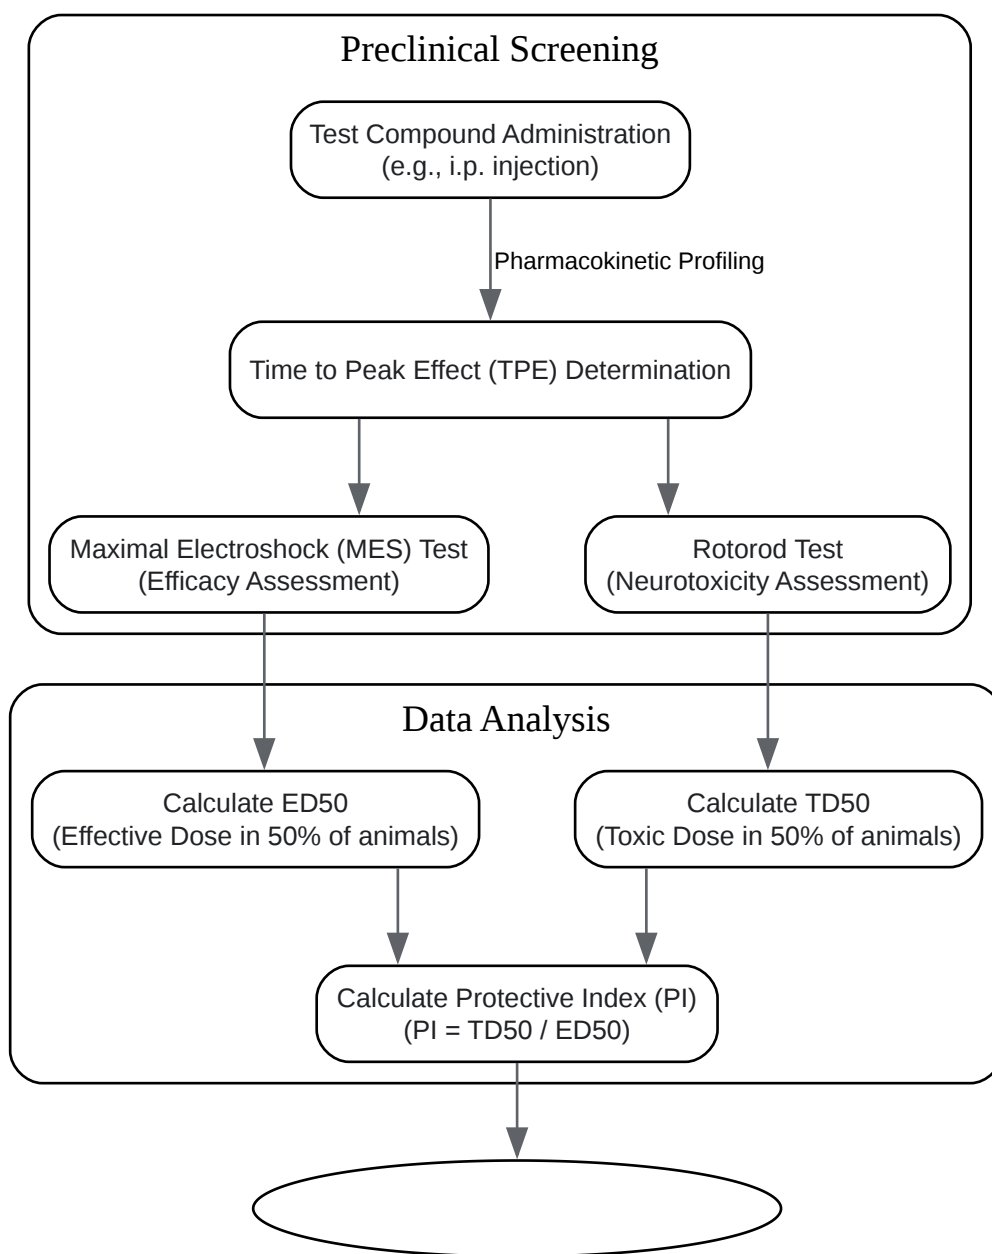 Preclinical Screening
Test Compound Administration
(e.g., i.p. injection)
Pharmacokinetic Profiling
Time to Peak Effect (TPE) Determination
Maximal Electroshock (MES) Test
(Efficacy Assessment)
Rotorod Test
(Neurotoxicity Assessment)
Data Analysis
Calculate ED50
(Effective Dose in 50% of animals)
Calculate TD50
(Toxic Dose in 50% of animals)
Calculate Protective Index (PI)
(PI = TD50 / ED50)